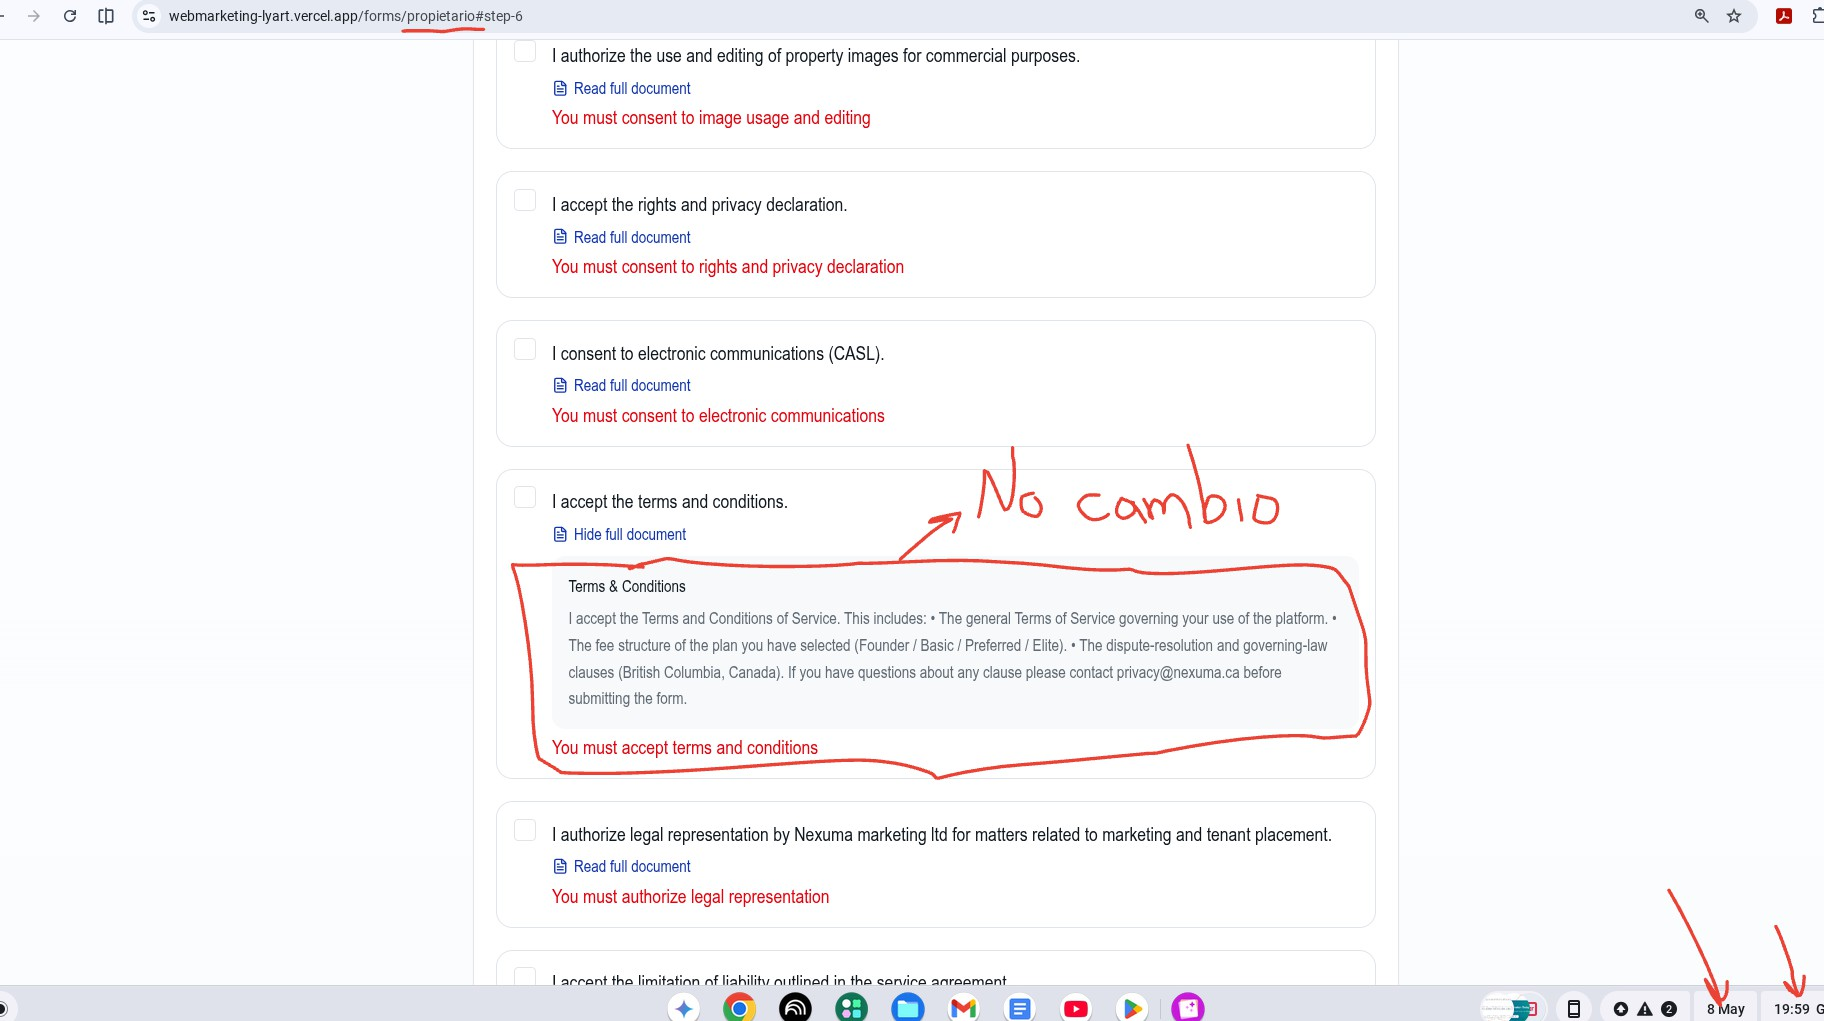 webmarketing-lyart.vercel.app/forms/propietario#step-6
I authorize the use and editing of property images for commercial purposes.
Read full document
You must consent to image usage and editing
I accept the rights and privacy declaration.
Read full document
You must consent to rights and privacy declaration
I consent to electronic communications (CASL).
Read full document
You must consent to electronic communications
No cambio
I accept the terms and conditions.
Hide full document
Terms & Conditions
I accept the Terms and Conditions of Service. This includes: • The general Terms of Service governing your use of the platform. •
The fee structure of the plan you have selected (Founder / Basic / Preferred / Elite). • The dispute-resolution and governing-law
clauses (British Columbia, Canada). If you have questions about any clause please contact privacy@nexuma.ca before
submitting the form.
You must accept terms and conditions
I authorize legal representation by Nexuma marketing ltd for matters related to marketing and tenant placement.
Read full document
You must authorize legal representation
I accept the limitation of liability outlined in the service agreement
2
8 May
19:59 G